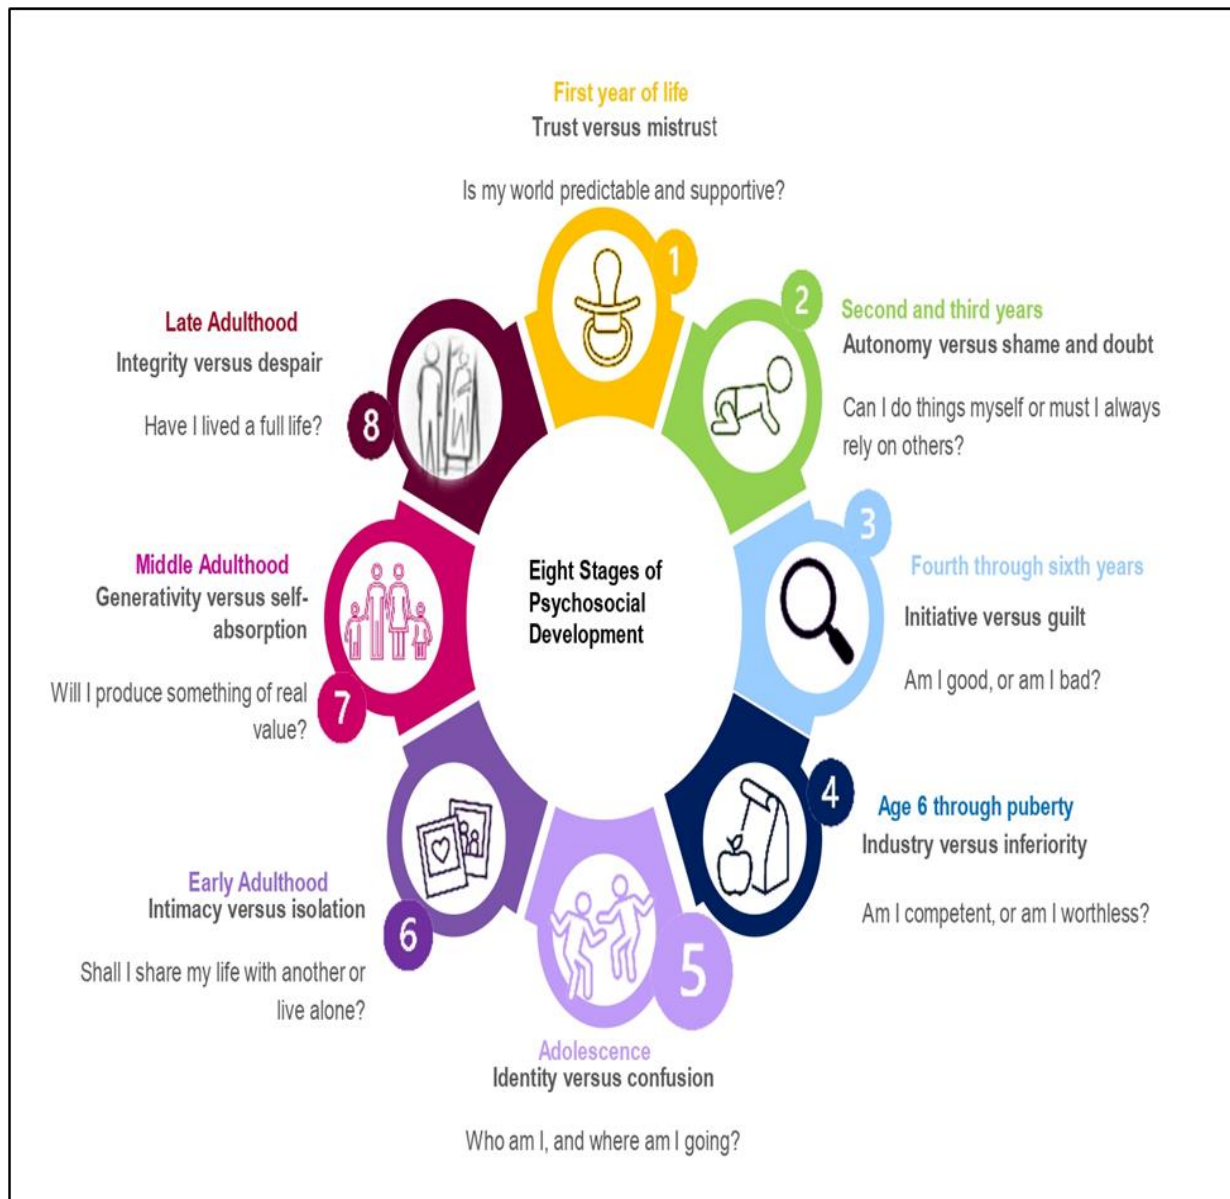 First year of life
Trust versus mistrust
Is my world predictable and supportive?
1
2
Second and third years
Autonomy versus shame and doubt
Can I do things myself or must I always
rely on others?
3
Fourth through sixth years
Initiative versus guilt
Am I good, or am I bad?
4
Age 6 through puberty
Industry versus inferiority
Am I competent, or am I worthless?
5
Adolescence
Identity versus confusion
Who am I, and where am I going?
6
Early Adulthood
Intimacy versus isolation
Shall I share my life with another or
live alone?
7
Middle Adulthood
Generativity versus self-
absorption
Will I produce something of real
value?
8
Late Adulthood
Integrity versus despair
Have I lived a full life?
Eight Stages of
Psychosocial
Development